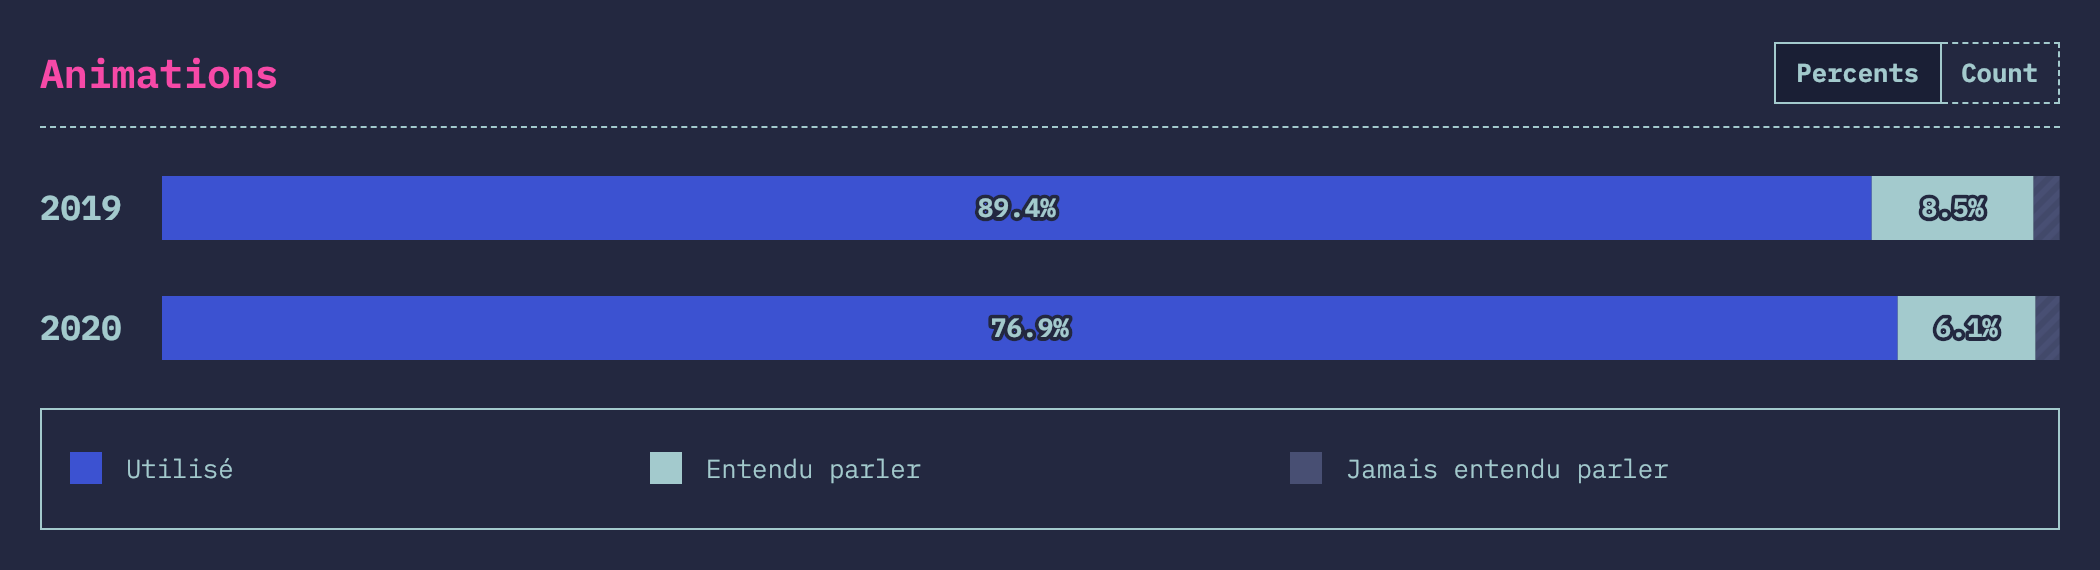 Animations
Percents
Count
2019
89.4%
8.5%
2020
76.9%
6.1%
Utilisé
Entendu parler
Jamais entendu parler